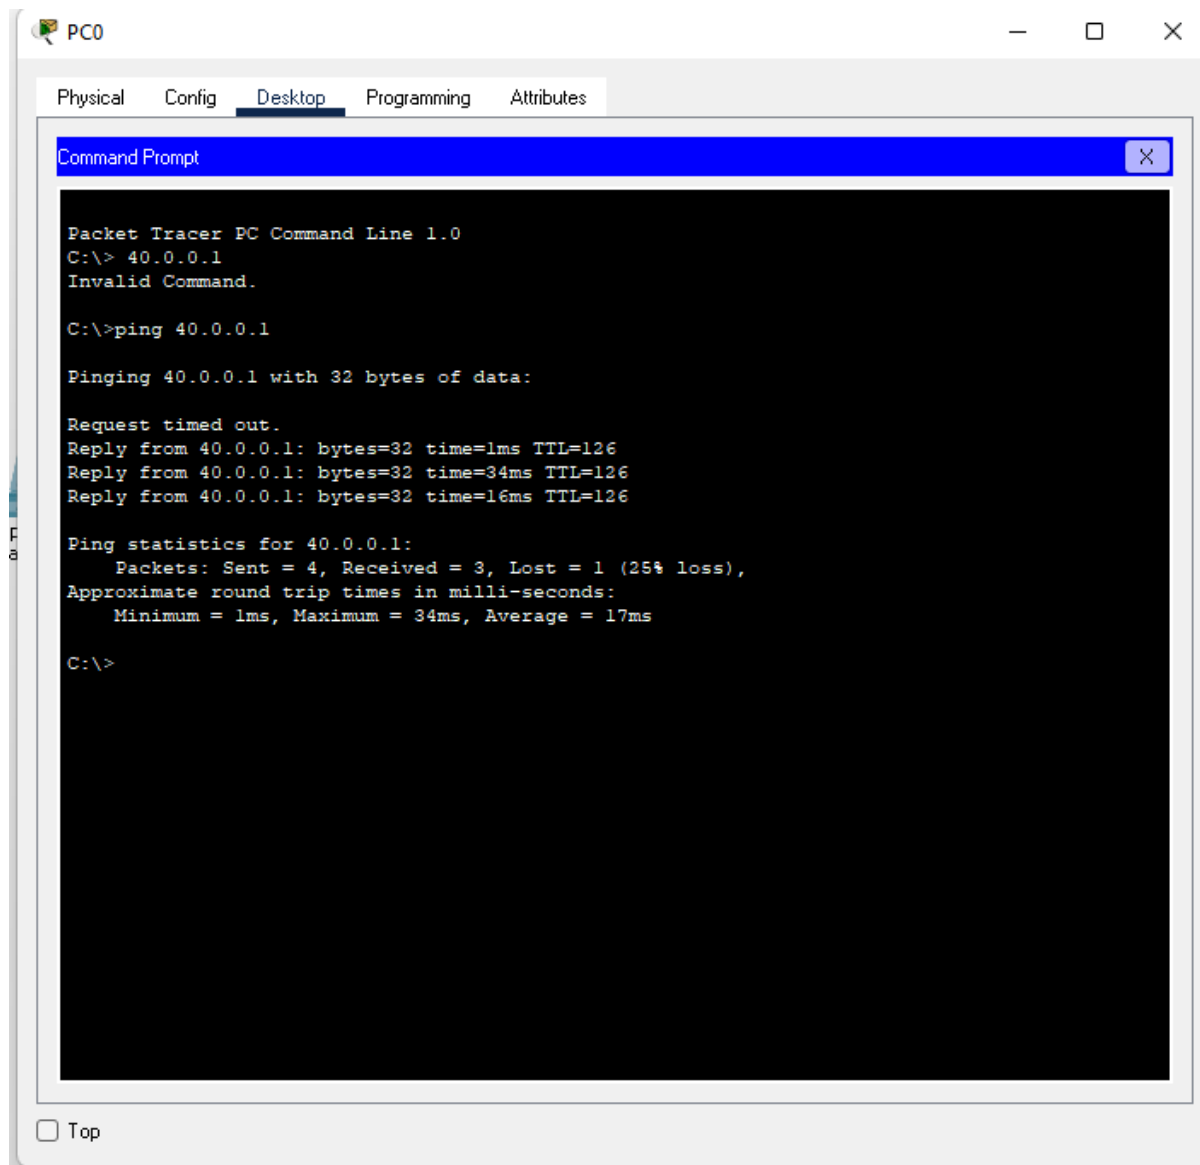 PC0
Physical Config Desktop Programming Attributes
Command Prompt
X
Packet Tracer PC Command Line 1.0
C:\> 40.0.0.1
Invalid Command.
C:\>ping 40.0.0.1
Pinging 40.0.0.1 with 32 bytes of data:
Request timed out.
Reply from 40.0.0.1: bytes=32 time=1ms TTL=126
Reply from 40.0.0.1: bytes=32 time=34ms TTL=126
Reply from 40.0.0.1: bytes=32 time=16ms TTL=126
Ping statistics for 40.0.0.1:
Packets: Sent = 4, Received = 3, Lost = 1 (25% loss),
Approximate round trip times in milli-seconds:
Minimum = 1ms, Maximum = 34ms, Average = 17ms
C:\>
Top